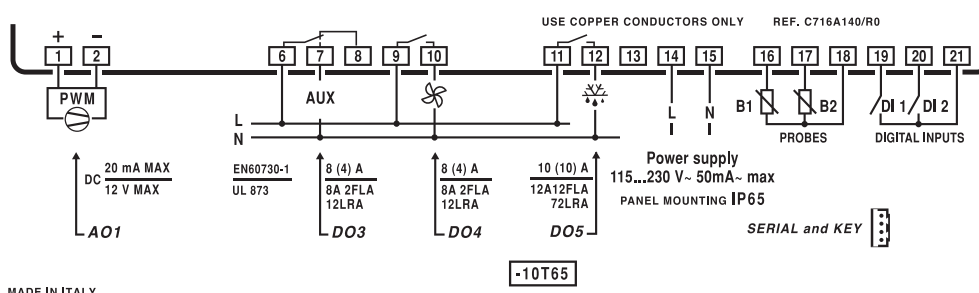 USE COPPER CONDUCTORS ONLY REF. C716A140/R0
+ −
1 2 6 7 8 9 10 11 12 13 14 15 16 17 18 19 20 21
PWM
AUX
B1 B2 DI 1 DI 2
L
N
L N
PROBES DIGITAL INPUTS
DC 20 mA MAX
12 V MAX
AO1
EN60730-1
UL 873
8 (4) A
8A 2FLA
12LRA
DO3
8 (4) A
8A 2FLA
12LRA
DO4
10 (10) A
12A12FLA
72LRA
DO5
Power supply
115...230 V~ 50mA~ max
PANEL MOUNTING IP65
SERIAL and KEY
-10T65
MADE IN ITALY